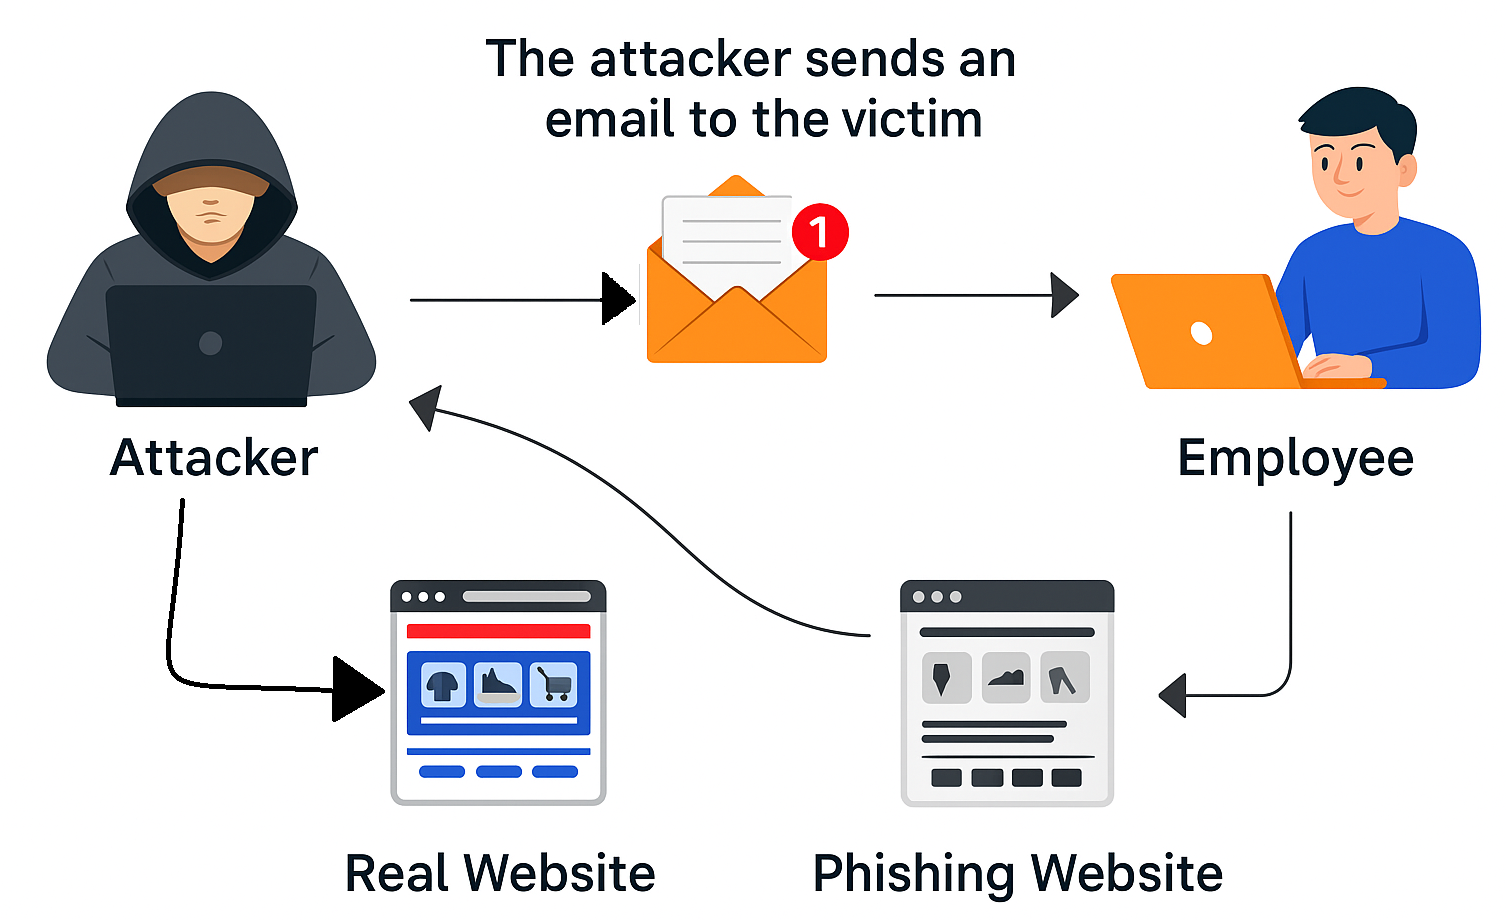 The attacker sends an
email to the victim
1
Attacker
Employee
Real Website
Phishing Website